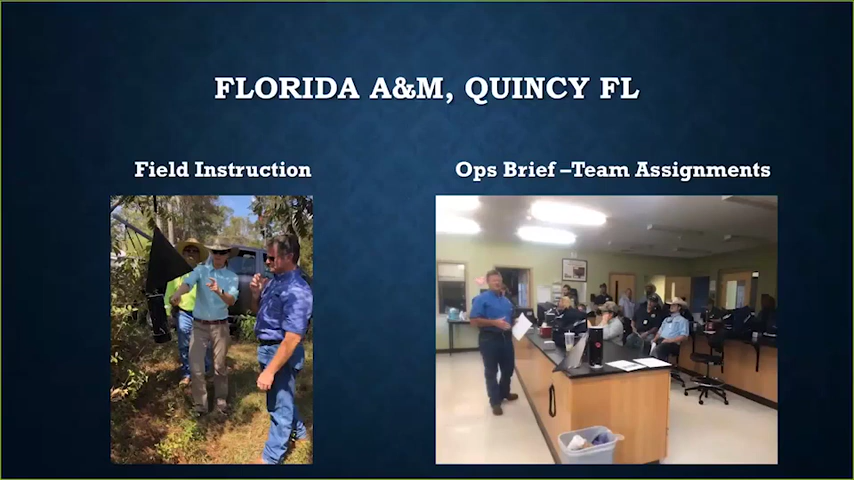 FLORIDA A&M, QUINCY FL
Field Instruction
Ops Brief –Team Assignments